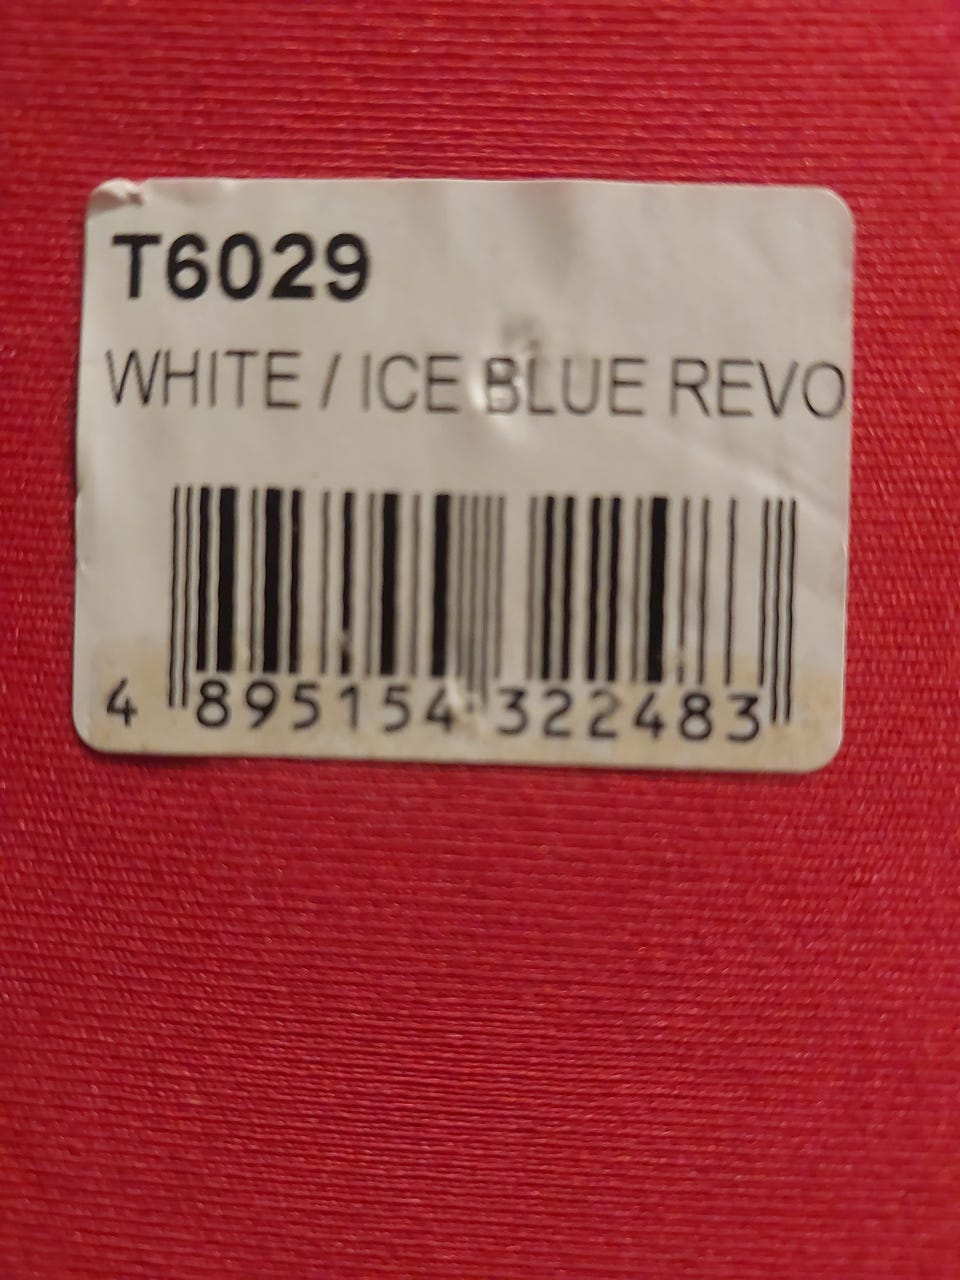 T6029
WHITE / ICE BLUE REVO
4 895154 322483